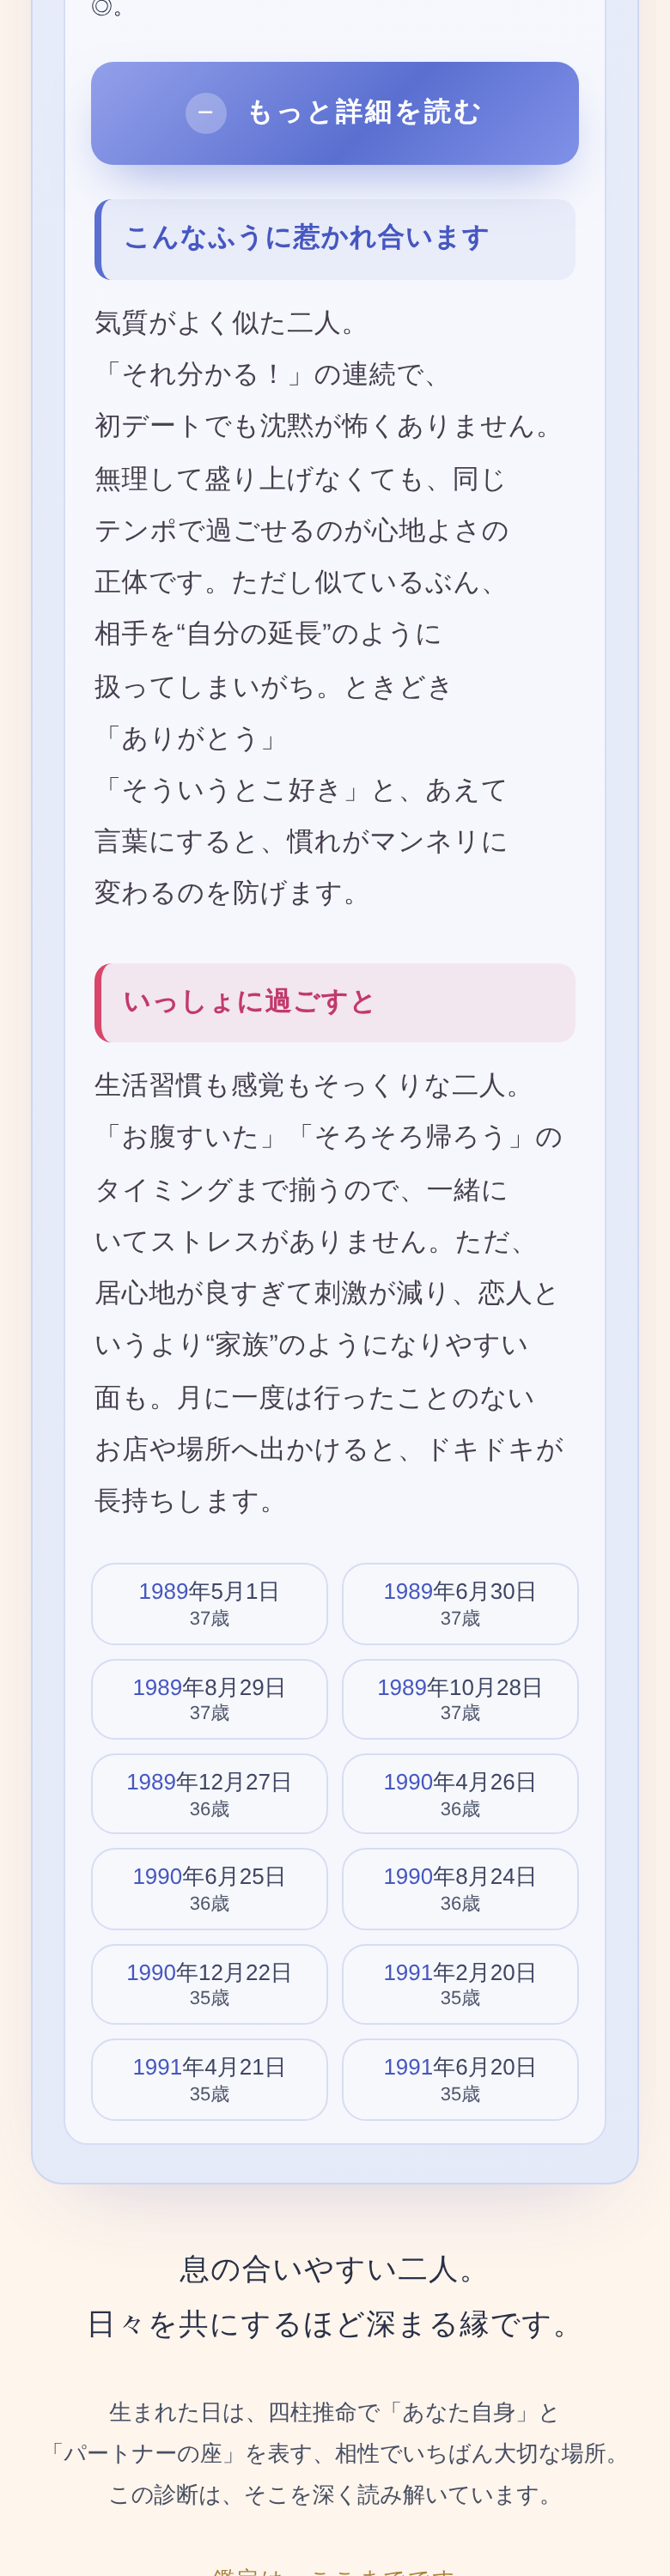 ◎。
− もっと詳細を読む
こんなふうに惹かれ合います
気質がよく似た二人。
「それ分かる！」の連続で、
初デートでも沈黙が怖くありません。
無理して盛り上げなくても、同じ
テンポで過ごせるのが心地よさの
正体です。ただし似ているぶん、
相手を“自分の延長”のように
扱ってしまいがち。ときどき
「ありがとう」
「そういうとこ好き」と、あえて
言葉にすると、慣れがマンネリに
変わるのを防げます。
いっしょに過ごすと
生活習慣も感覚もそっくりな二人。
「お腹すいた」「そろそろ帰ろう」の
タイミングまで揃うので、一緒に
いてストレスがありません。ただ、
居心地が良すぎて刺激が減り、恋人と
いうより“家族”のようになりやすい
面も。月に一度は行ったことのない
お店や場所へ出かけると、ドキドキが
長持ちします。
1989年5月1日 1989年6月30日
37歳 37歳
1989年8月29日 1989年10月28日
37歳 37歳
1989年12月27日 1990年4月26日
36歳 36歳
1990年6月25日 1990年8月24日
36歳 36歳
1990年12月22日 1991年2月20日
35歳 35歳
1991年4月21日 1991年6月20日
35歳 35歳
息の合いやすい二人。
日々を共にするほど深まる縁です。
生まれた日は、四柱推命で「あなた自身」と
「パートナーの座」を表す、相性でいちばん大切な場所。
この診断は、そこを深く読み解いています。